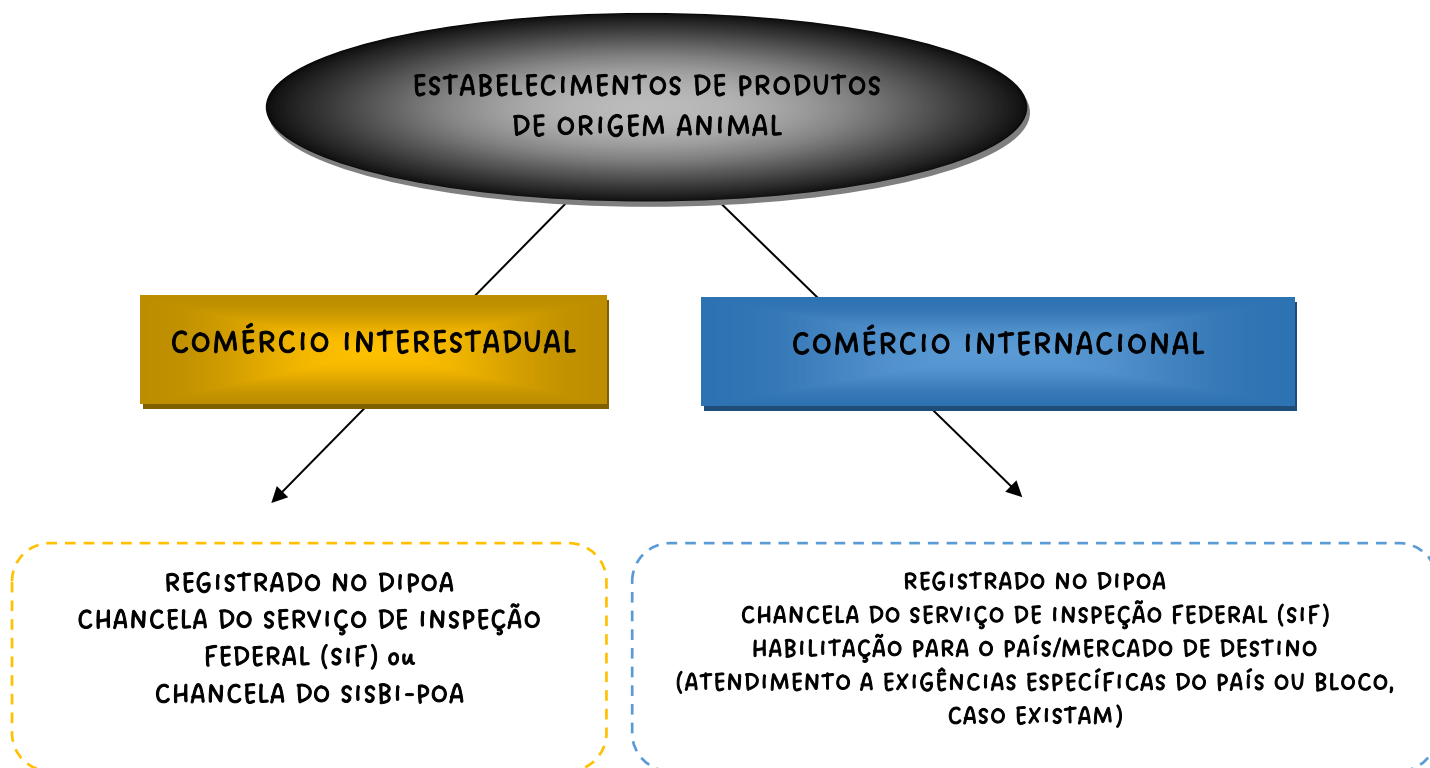 ESTABELECIMENTOS DE PRODUTOS
DE ORIGEM ANIMAL
COMÉRCIO INTERESTADUAL
COMÉRCIO INTERNACIONAL
REGISTRADO NO DIPOA
CHANCELA DO SERVIÇO DE INSPEÇÃO
FEDERAL (SIF) ou
CHANCELA DO SISBI-POA
REGISTRADO NO DIPOA
CHANCELA DO SERVIÇO DE INSPEÇÃO FEDERAL (SIF)
HABILITAÇÃO PARA O PAÍS/MERCADO DE DESTINO
(ATENDIMENTO A EXIGÊNCIAS ESPECÍFICAS DO PAÍS OU BLOCO,
CASO EXISTAM)